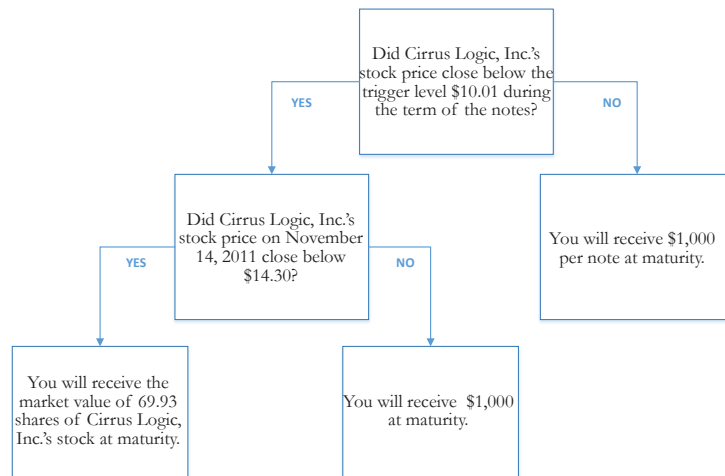 Did Cirrus Logic, Inc.'s
stock price close below the
trigger level $10.01 during
the term of the notes?
YES
NO
Did Cirrus Logic, Inc.'s
stock price on November
14, 2011 close below
$14.30?
You will receive $1,000
per note at maturity.
YES
NO
You will receive the
market value of 69.93
shares of Cirrus Logic,
Inc.'s stock at maturity.
You will receive $1,000
at maturity.